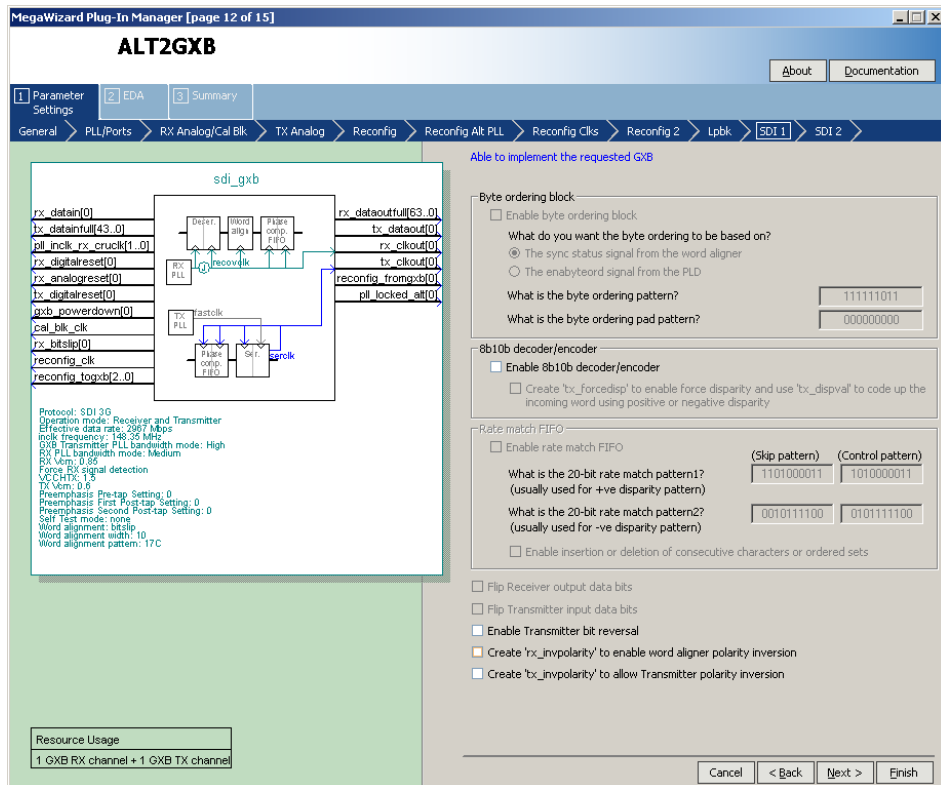 MegaWizard Plug-In Manager [page 12 of 15]
ALT2GXB
About
Documentation
1 Parameter Settings
2 EDA
3 Summary
General
PLL/Ports
RX Analog/Cal Blk
TX Analog
Reconfig
Reconfig Alt PLL
Reconfig Clks
Reconfig 2
Lpbk
SDI 1
SDI 2
sdi_gxb
rx_datain[0]
tx_datainfull[43..0]
pll_inclk_rx_cruclk[1..0]
rx_digitalreset[0]
rx_analogreset[0]
tx_digitalreset[0]
gxb_powerdown[0]
cal_blk_clk
rx_bitslip[0]
reconfig_clk
reconfig_togxb[2..0]
Deser.
Word align
Phase comp. FIFO
RX PLL
recovclk
TX PLL
fastclk
Phase comp. FIFO
Ser.
serclk
rx_dataoutfull[63..0]
tx_dataout[0]
rx_clkout[0]
tx_clkout[0]
reconfig_fromgxb[0]
pll_locked_alt[0]
Protocol: SDI 3G
Operation mode: Receiver and Transmitter
Effective data rate: 2967 Mbps
inclk frequency: 148.35 MHz
GXB Transmitter PLL bandwidth mode: High
RX PLL bandwidth mode: Medium
RX Vcm: 0.85
Force RX signal detection
VCCHTX: 1.5
TX Vcm: 0.6
Preemphasis Pre-tap Setting: 0
Preemphasis First Post-tap Setting: 0
Preemphasis Second Post-tap Setting: 0
Self Test mode: none
Word alignment: bitslip
Word alignment width: 10
Word alignment pattern: 17C
Resource Usage
1 GXB RX channel + 1 GXB TX channel
Able to implement the requested GXB
Byte ordering block
Enable byte ordering block
What do you want the byte ordering to be based on?
The sync status signal from the word aligner
The enabyteord signal from the PLD
What is the byte ordering pattern?
111111011
What is the byte ordering pad pattern?
000000000
8b10b decoder/encoder
Enable 8b10b decoder/encoder
Create 'tx_forcedisp' to enable force disparity and use 'tx_dispval' to code up the
incoming word using positive or negative disparity
Rate match FIFO
Enable rate match FIFO
(Skip pattern) (Control pattern)
What is the 20-bit rate match pattern1?
1101000011 1010000011
(usually used for +ve disparity pattern)
What is the 20-bit rate match pattern2?
0010111100 0101111100
(usually used for -ve disparity pattern)
Enable insertion or deletion of consecutive characters or ordered sets
Flip Receiver output data bits
Flip Transmitter input data bits
Enable Transmitter bit reversal
Create 'rx_invpolarity' to enable word aligner polarity inversion
Create 'tx_invpolarity' to allow Transmitter polarity inversion
Cancel
< Back
Next >
Finish